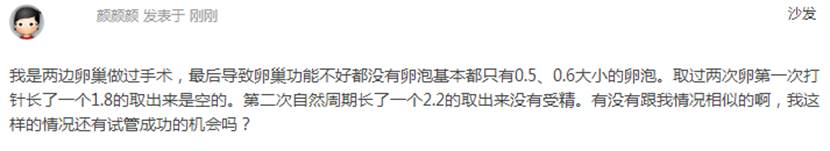 颜颜颜 发表于 刚刚 沙发
我是两边卵巢做过手术，最后导致卵巢功能不好都没有卵泡基本都只有0.5、0.6大小的卵泡。取过两次卵第一次打
针长了一个1.8的取出来是空的。第二次自然周期长了一个2.2的取出来没有受精。有没有跟我情况相似的啊，我这
样的情况还有试管成功的机会吗？